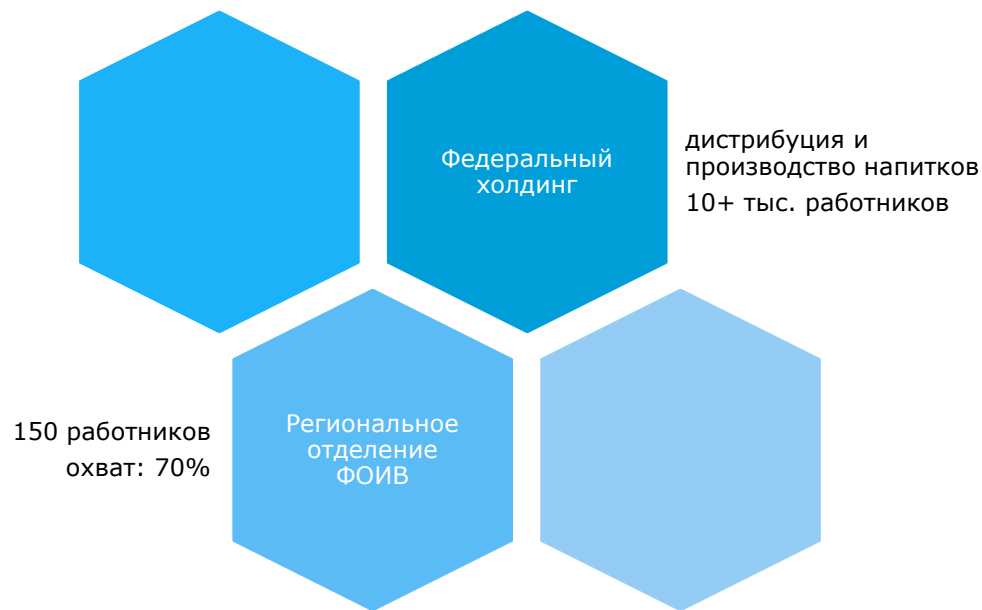 Федеральный
холдинг
дистрибуция и
производство напитков
10+ тыс. работников
150 работников
охват: 70%
Региональное
отделение
ФОИВ